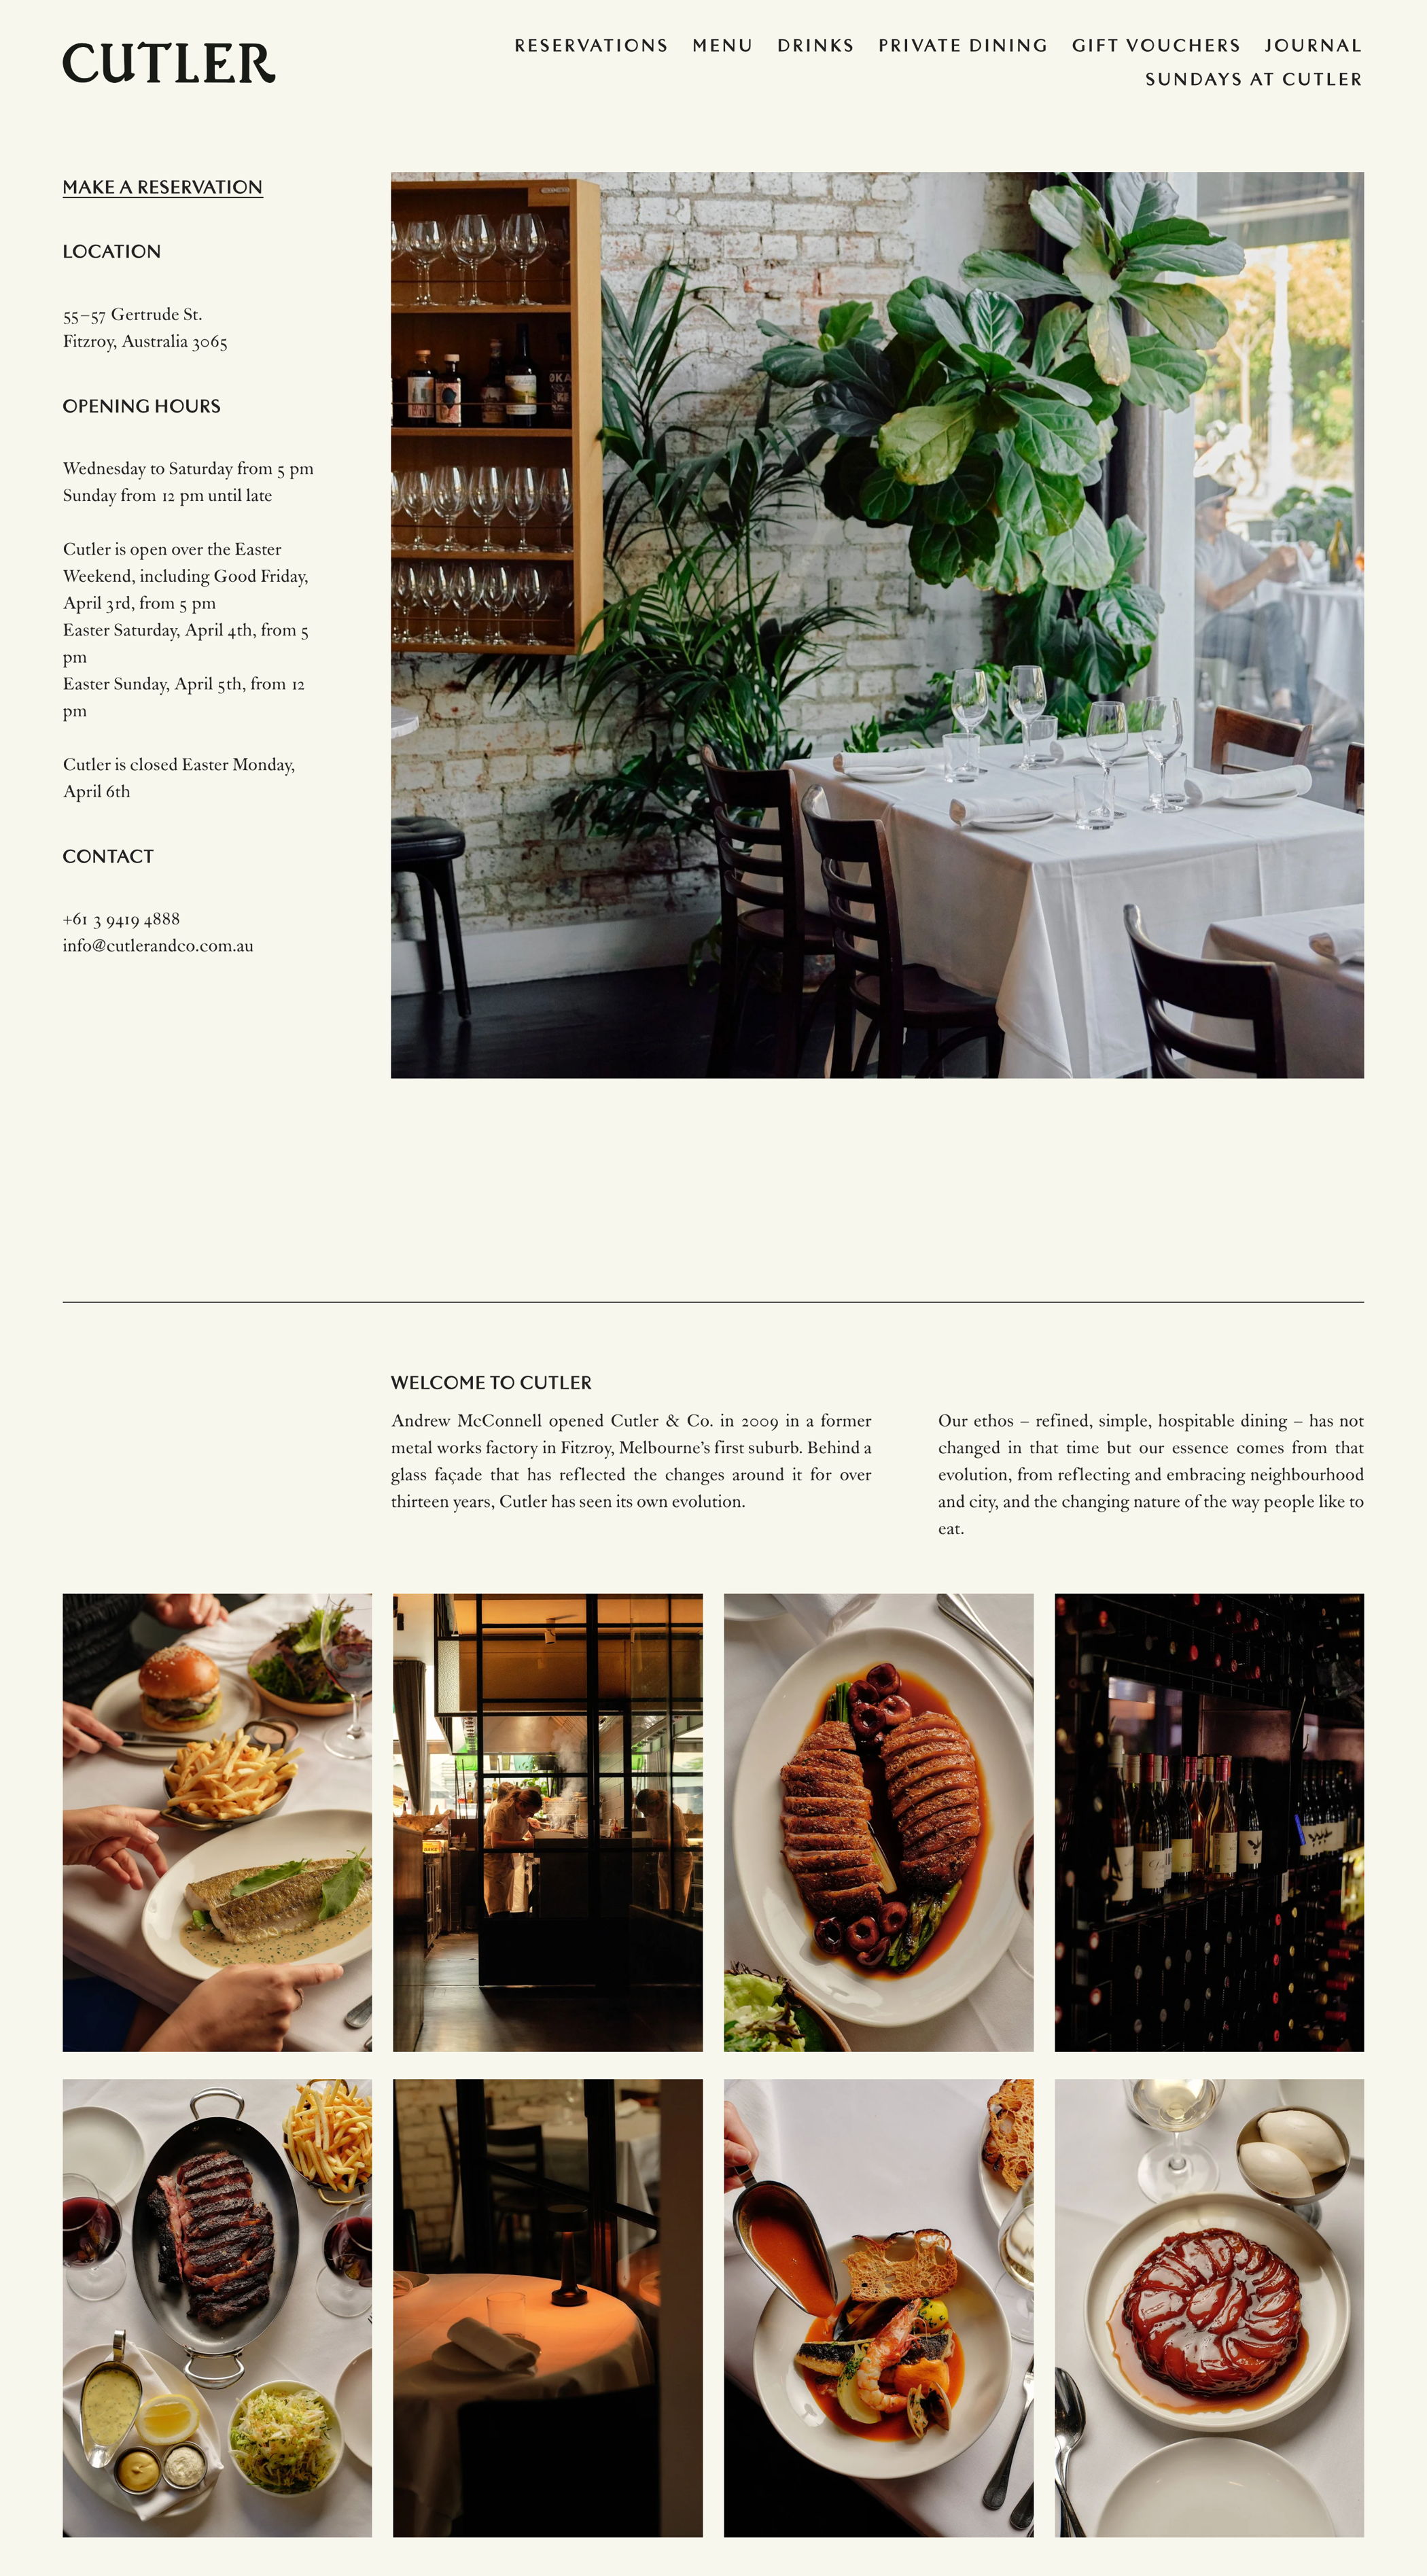 CUTLER
RESERVATIONS MENU DRINKS PRIVATE DINING GIFT VOUCHERS JOURNAL
SUNDAYS AT CUTLER
MAKE A RESERVATION
LOCATION
55–57 Gertrude St.
Fitzroy, Australia 3065
OPENING HOURS
Wednesday to Saturday from 5 pm
Sunday from 12 pm until late
Cutler is open over the Easter
Weekend, including Good Friday,
April 3rd, from 5 pm
Easter Saturday, April 4th, from 5
pm
Easter Sunday, April 5th, from 12
pm
Cutler is closed Easter Monday,
April 6th
CONTACT
+61 3 9419 4888
info@cutlerandco.com.au
WELCOME TO CUTLER
Andrew McConnell opened Cutler & Co. in 2009 in a former
metal works factory in Fitzroy, Melbourne’s first suburb. Behind a
glass façade that has reflected the changes around it for over
thirteen years, Cutler has seen its own evolution.
Our ethos – refined, simple, hospitable dining – has not
changed in that time but our essence comes from that
evolution, from reflecting and embracing neighbourhood
and city, and the changing nature of the way people like to
eat.